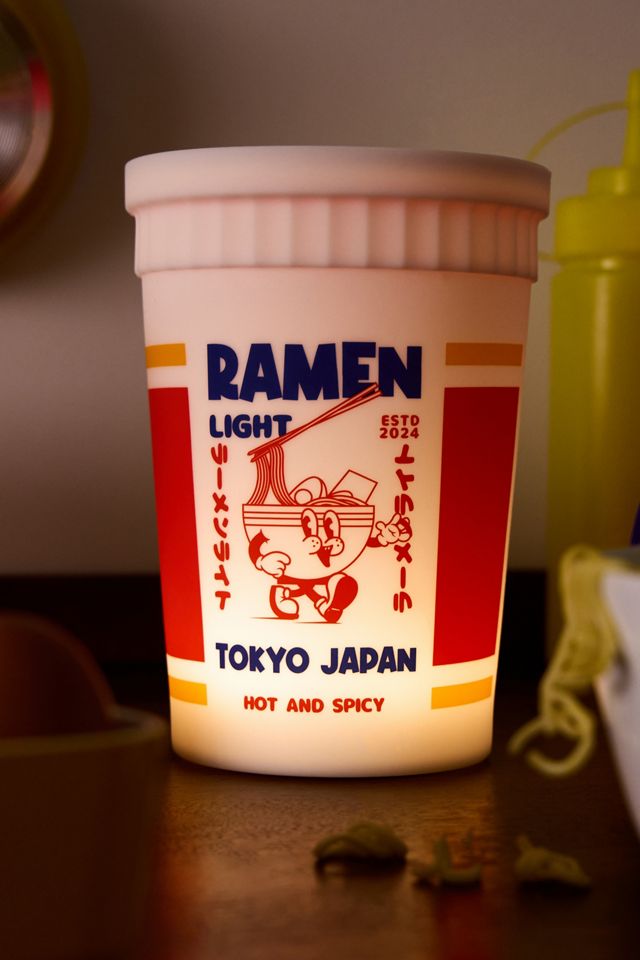 RAMEN
LIGHT
ESTD
2024
ラーメンライト
ラーメンライト
TOKYO JAPAN
HOT AND SPICY